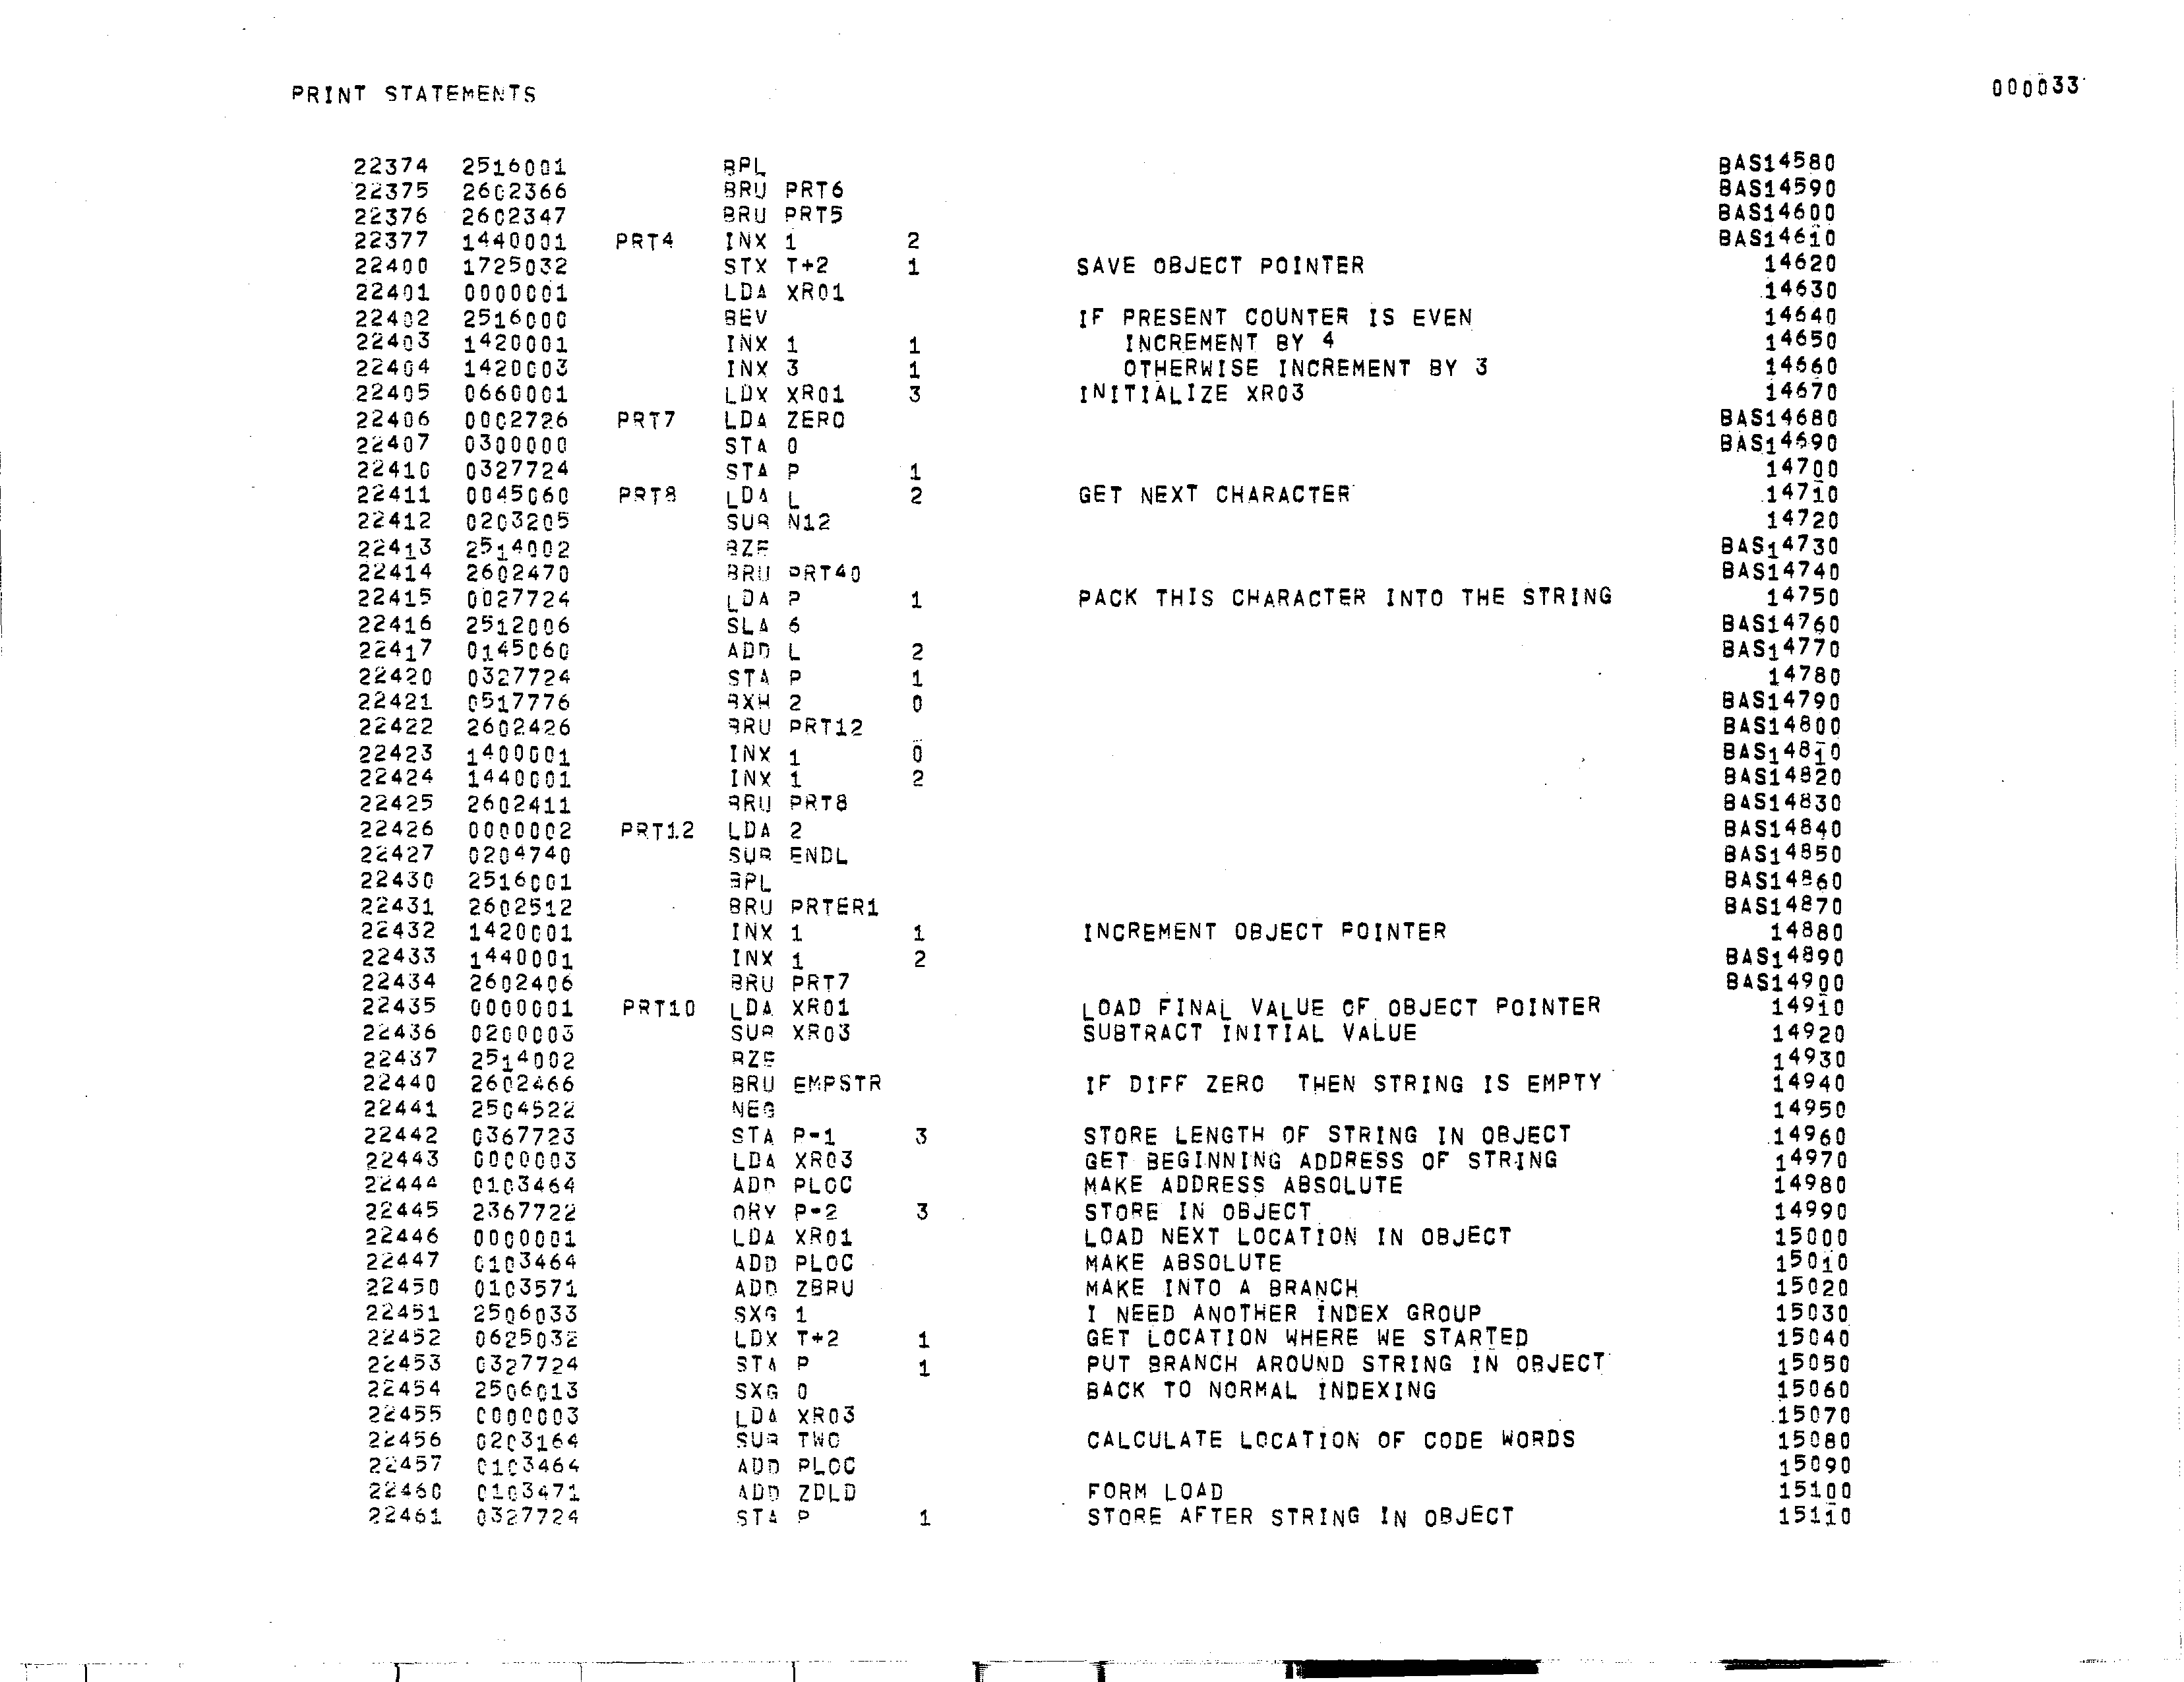 PRINT STATEMENTS 000033
22374 2516001 BPL BAS14580
22375 2602366 BRU PRT6 BAS14590
22376 2602347 BRU PRT5 BAS14600
22377 1440001 PRT4 INX 1 2 BAS14610
22400 1725032 STX T+2 1 SAVE OBJECT POINTER 14620
22401 0000001 LDA XR01 14630
22402 2516000 BEV IF PRESENT COUNTER IS EVEN 14640
22403 1420001 INX 1 1 INCREMENT BY 4 14650
22404 1420003 INX 3 1 OTHERWISE INCREMENT BY 3 14660
22405 0660001 LDX XR01 3 INITIALIZE XR03 14670
22406 0002726 PRT7 LDA ZERO BAS14680
22407 0300000 STA 0 BAS14690
22410 0327724 STA P 1 14700
22411 0045060 PRT8 LDA L 2 GET NEXT CHARACTER 14710
22412 0203205 SUB N12 14720
22413 2514002 BZE BAS14730
22414 2602470 BRU PRT40 BAS14740
22415 0027724 LDA P 1 PACK THIS CHARACTER INTO THE STRING 14750
22416 2512006 SLA 6 BAS14760
22417 0145060 ADD L 2 BAS14770
22420 0327724 STA P 1 14780
22421 0517776 BXH 2 0 BAS14790
22422 2602426 BRU PRT12 BAS14800
22423 1400001 INX 1 0 BAS14810
22424 1440001 INX 1 2 BAS14820
22425 2602411 BRU PRT8 BAS14830
22426 0000002 PRT12 LDA 2 BAS14840
22427 0204740 SUB ENDL BAS14850
22430 2516001 BPL BAS14860
22431 2602512 BRU PRTER1 BAS14870
22432 1420001 INX 1 1 INCREMENT OBJECT POINTER 14880
22433 1440001 INX 1 2 BAS14890
22434 2602406 BRU PRT7 BAS14900
22435 0000001 PRT10 LDA XR01 LOAD FINAL VALUE OF OBJECT POINTER 14910
22436 0200003 SUB XR03 SUBTRACT INITIAL VALUE 14920
22437 2514002 BZE 14930
22440 2602466 BRU EMPSTR IF DIFF ZERO THEN STRING IS EMPTY 14940
22441 2504522 NEG 14950
22442 0367723 STA P-1 3 STORE LENGTH OF STRING IN OBJECT 14960
22443 0000003 LDA XR03 GET BEGINNING ADDRESS OF STRING 14970
22444 0103464 ADD PLOC MAKE ADDRESS ABSOLUTE 14980
22445 2367722 ORY P-2 3 STORE IN OBJECT 14990
22446 0000001 LDA XR01 LOAD NEXT LOCATION IN OBJECT 15000
22447 0103464 ADD PLOC MAKE ABSOLUTE 15010
22450 0103571 ADD ZBRU MAKE INTO A BRANCH 15020
22451 2506033 SXG 1 I NEED ANOTHER INDEX GROUP 15030
22452 0625032 LDX T+2 1 GET LOCATION WHERE WE STARTED 15040
22453 0327724 STA P 1 PUT BRANCH AROUND STRING IN OBJECT 15050
22454 2506013 SXG 0 BACK TO NORMAL INDEXING 15060
22455 0000003 LDA XR03 15070
22456 0203164 SUB TWO CALCULATE LOCATION OF CODE WORDS 15080
22457 0103464 ADD PLOC 15090
22460 0103471 ADD ZDLD FORM LOAD 15100
22461 0327724 STA P 1 STORE AFTER STRING IN OBJECT 15110